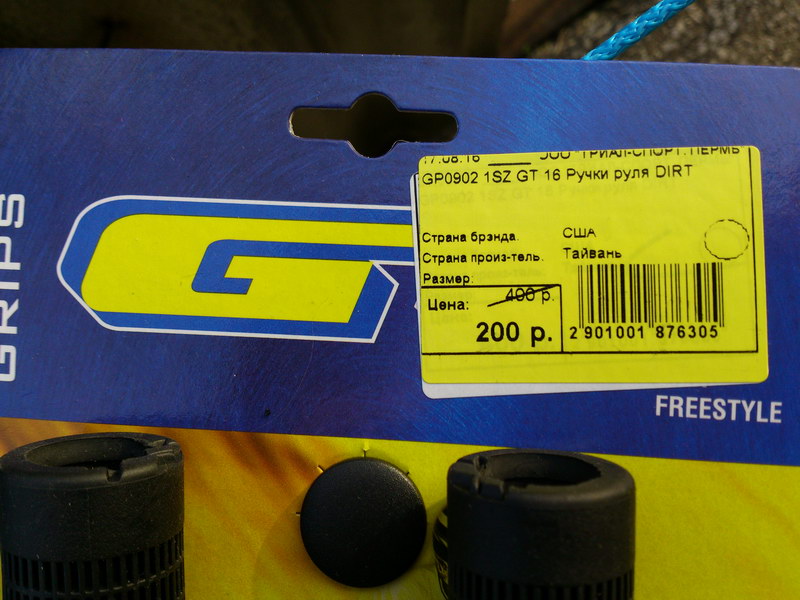 GRIPS
G
17.08.16 ООО ТРИАЛ-СПОРТ.ПЕРМЬ
GP0902 1SZ GT 16 Ручки руля DIRT
Страна брэнда. США
Страна произ-тель. Тайвань
Размер:
Цена: 400 р.
200 р.
2 901001 876305
FREESTYLE